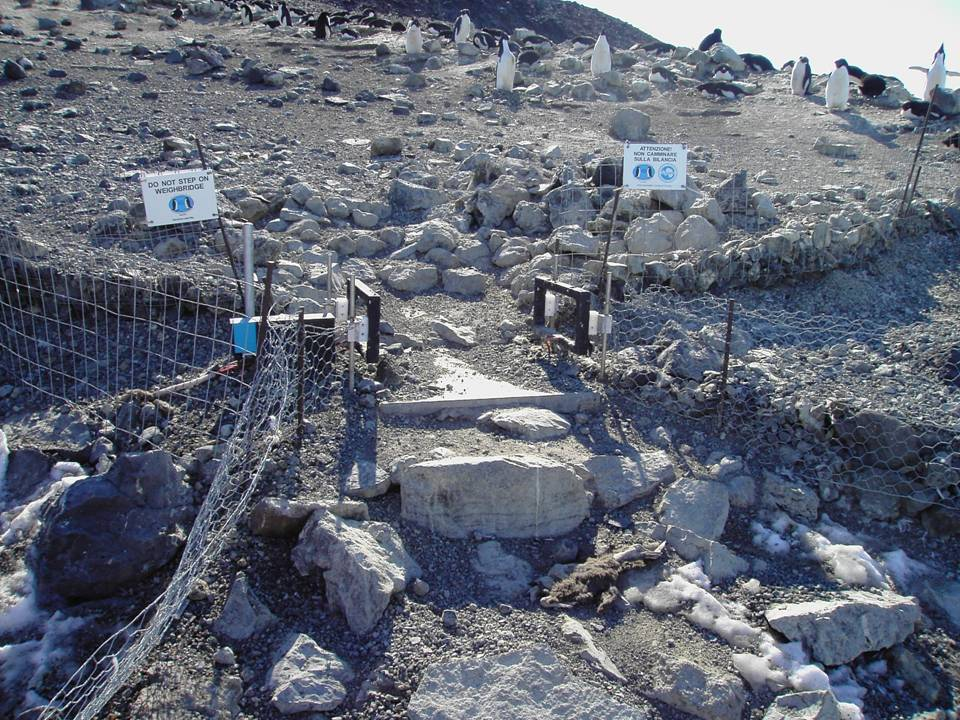 DO NOT STEP ON
WEIGHBRIDGE
ATTENZIONE!
NON CAMMINARE
SULLA BILANCIA